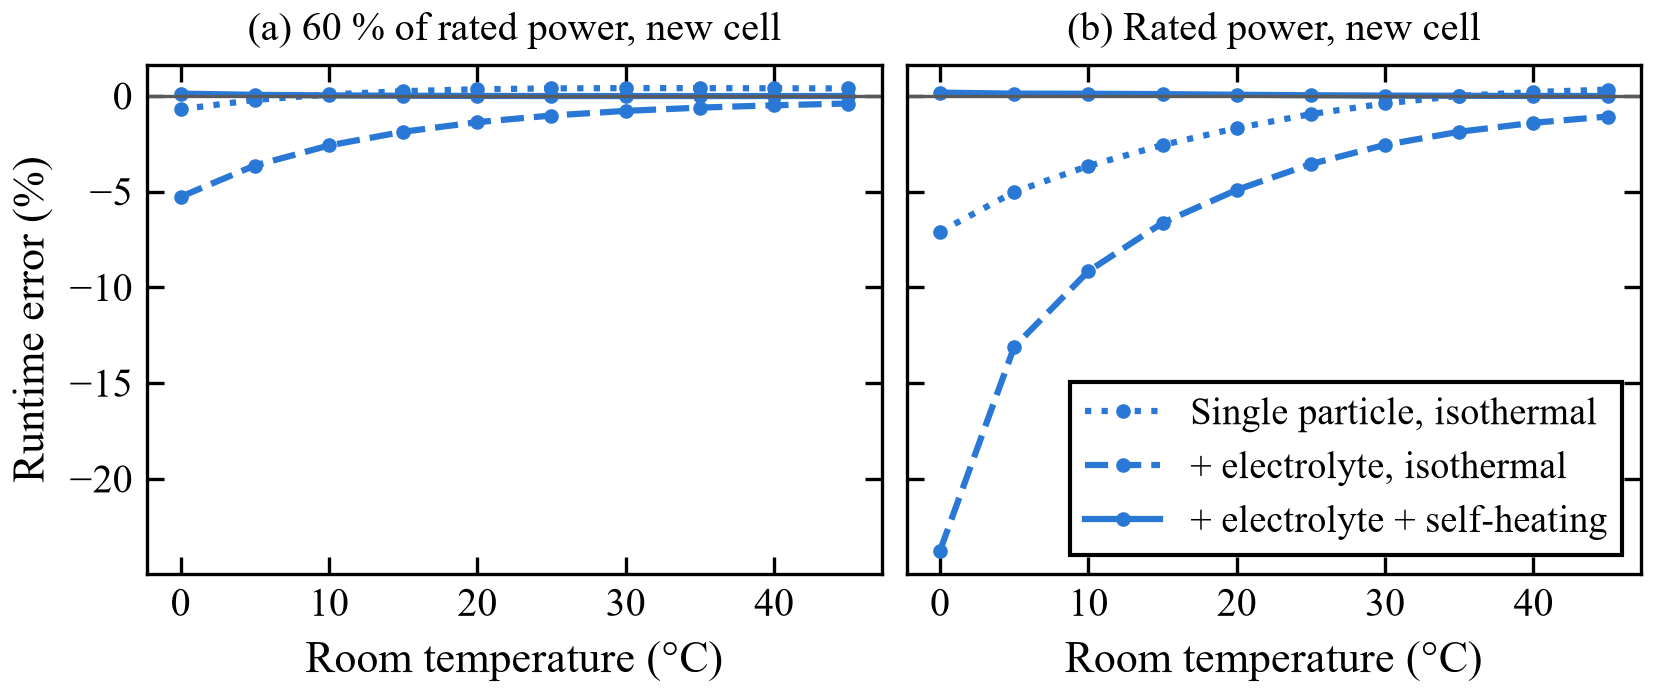 (a) 60 % of rated power, new cell
(b) Rated power, new cell
Runtime error (%)
0
−5
−10
−15
−20
Single particle, isothermal
+ electrolyte, isothermal
+ electrolyte + self-heating
0 10 20 30 40
0 10 20 30 40
Room temperature (°C)
Room temperature (°C)